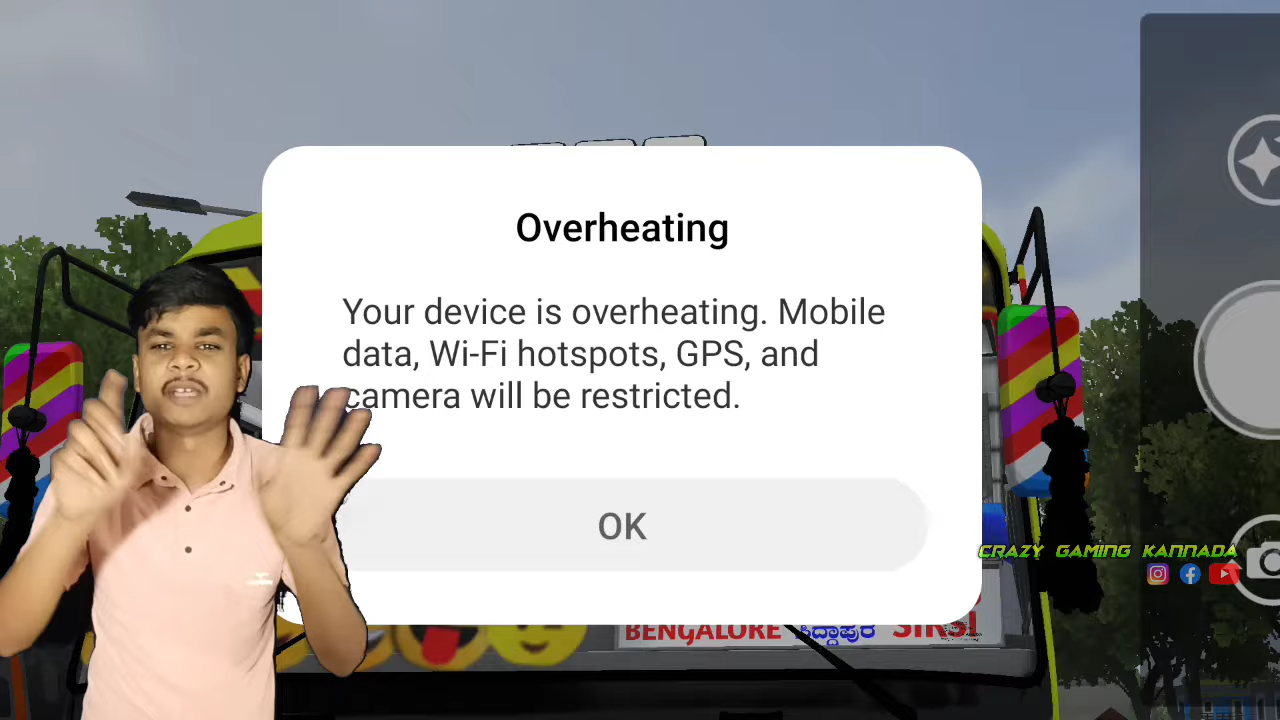 Overheating
Your device is overheating. Mobile
data, Wi-Fi hotspots, GPS, and
camera will be restricted.
OK
CRAZY GAMING KANNADA
BENGALORE ಸಿದ್ದಾಪುರ SIRSI